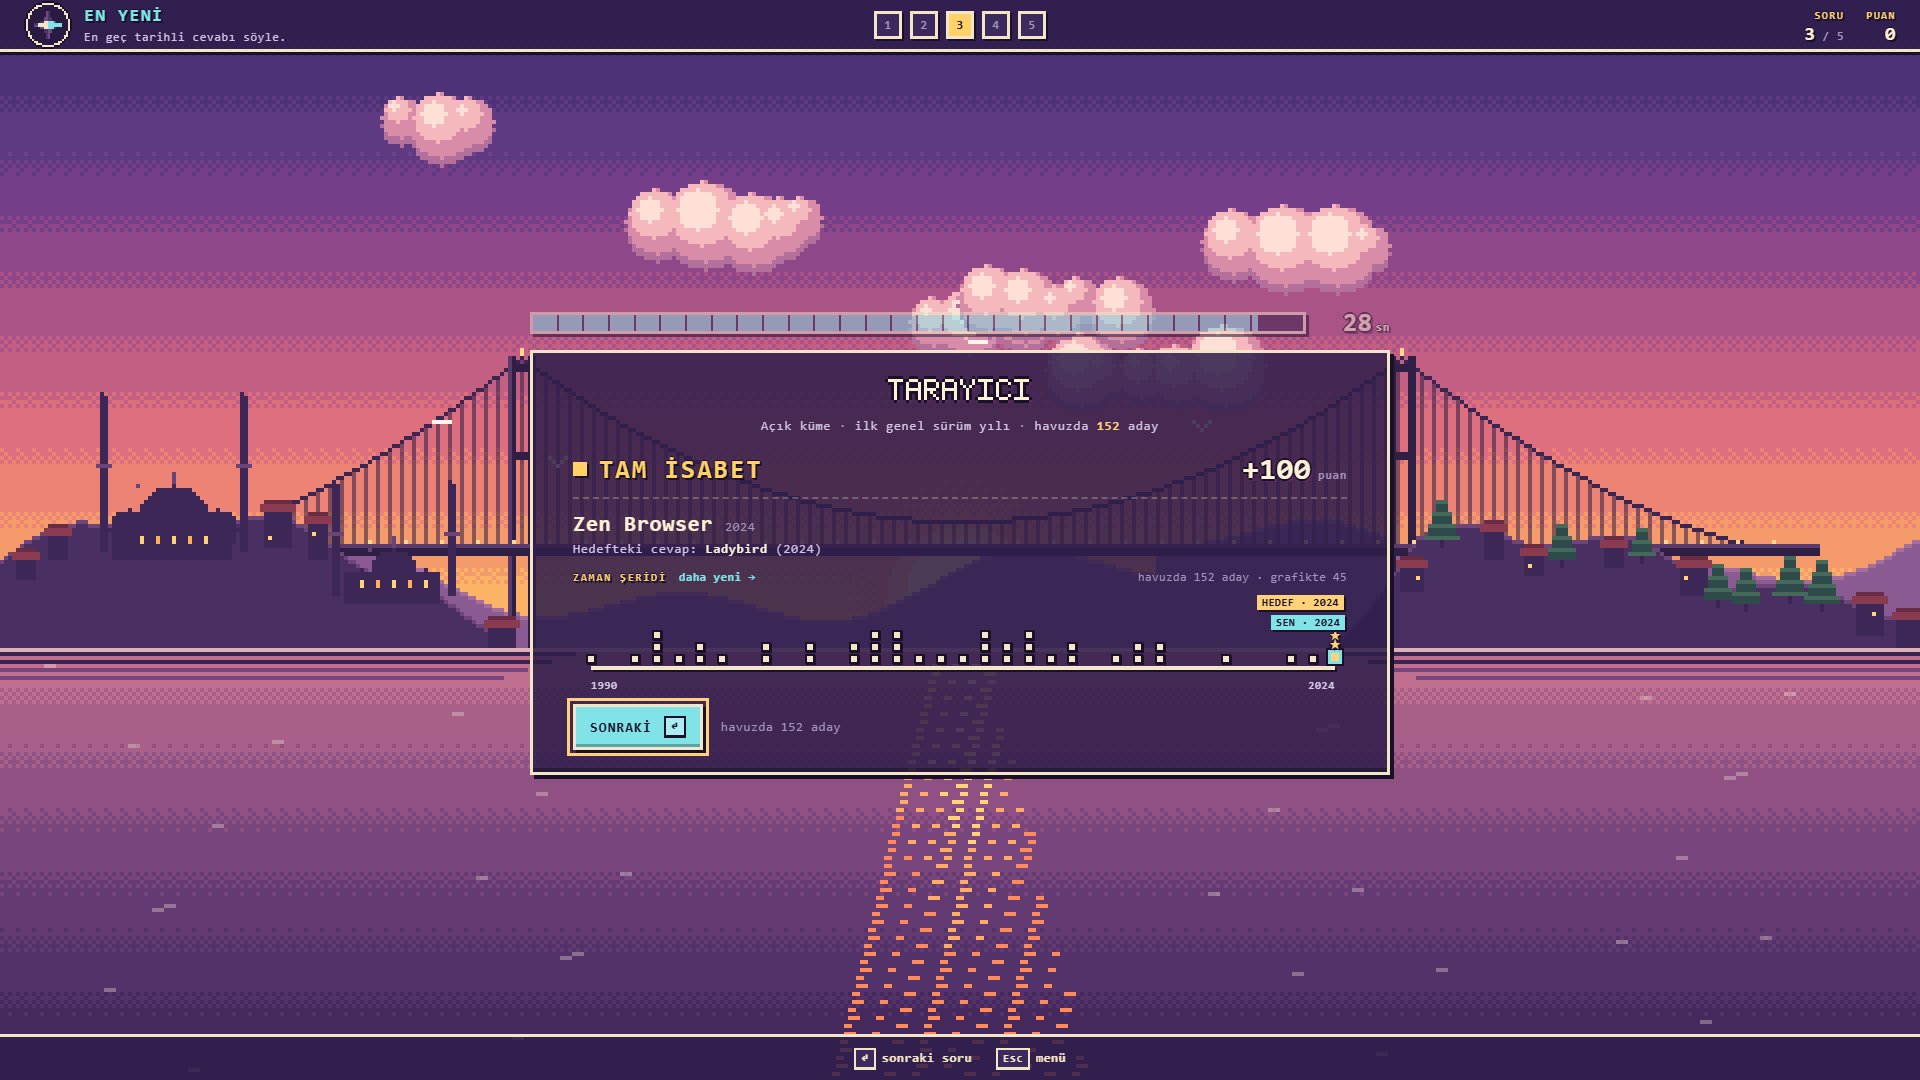 EN YENİ
En geç tarihli cevabı söyle.
1 2 3 4 5
SORU PUAN
3 / 5 0
28 sn
TARAYICI
Açık küme · ilk genel sürüm yılı · havuzda 152 aday
TAM İSABET +100 puan
Zen Browser 2024
Hedefteki cevap: Ladybird (2024)
ZAMAN ŞERİDİ daha yeni → havuzda 152 aday · grafikte 45
HEDEF · 2024
SEN · 2024
1990 2024
SONRAKİ ↵ havuzda 152 aday
↵ sonraki soru Esc menü